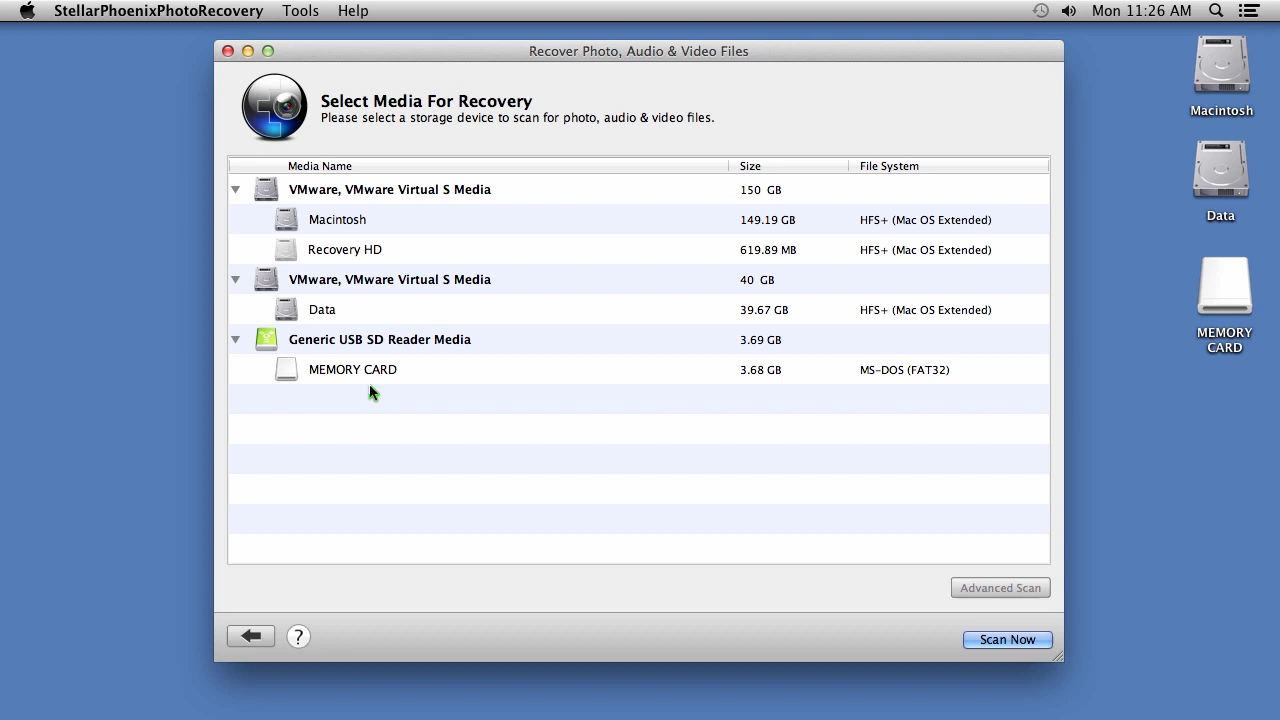 StellarPhoenixPhotoRecovery Tools Help Mon 11:26 AM
Recover Photo, Audio & Video Files
Select Media For Recovery
Please select a storage device to scan for photo, audio & video files.
Media Name Size File System
VMware, VMware Virtual S Media 150 GB
Macintosh 149.19 GB HFS+ (Mac OS Extended)
Recovery HD 619.89 MB HFS+ (Mac OS Extended)
VMware, VMware Virtual S Media 40 GB
Data 39.67 GB HFS+ (Mac OS Extended)
Generic USB SD Reader Media 3.69 GB
MEMORY CARD 3.68 GB MS-DOS (FAT32)
Advanced Scan
?
Scan Now
Macintosh
Data
MEMORY
CARD